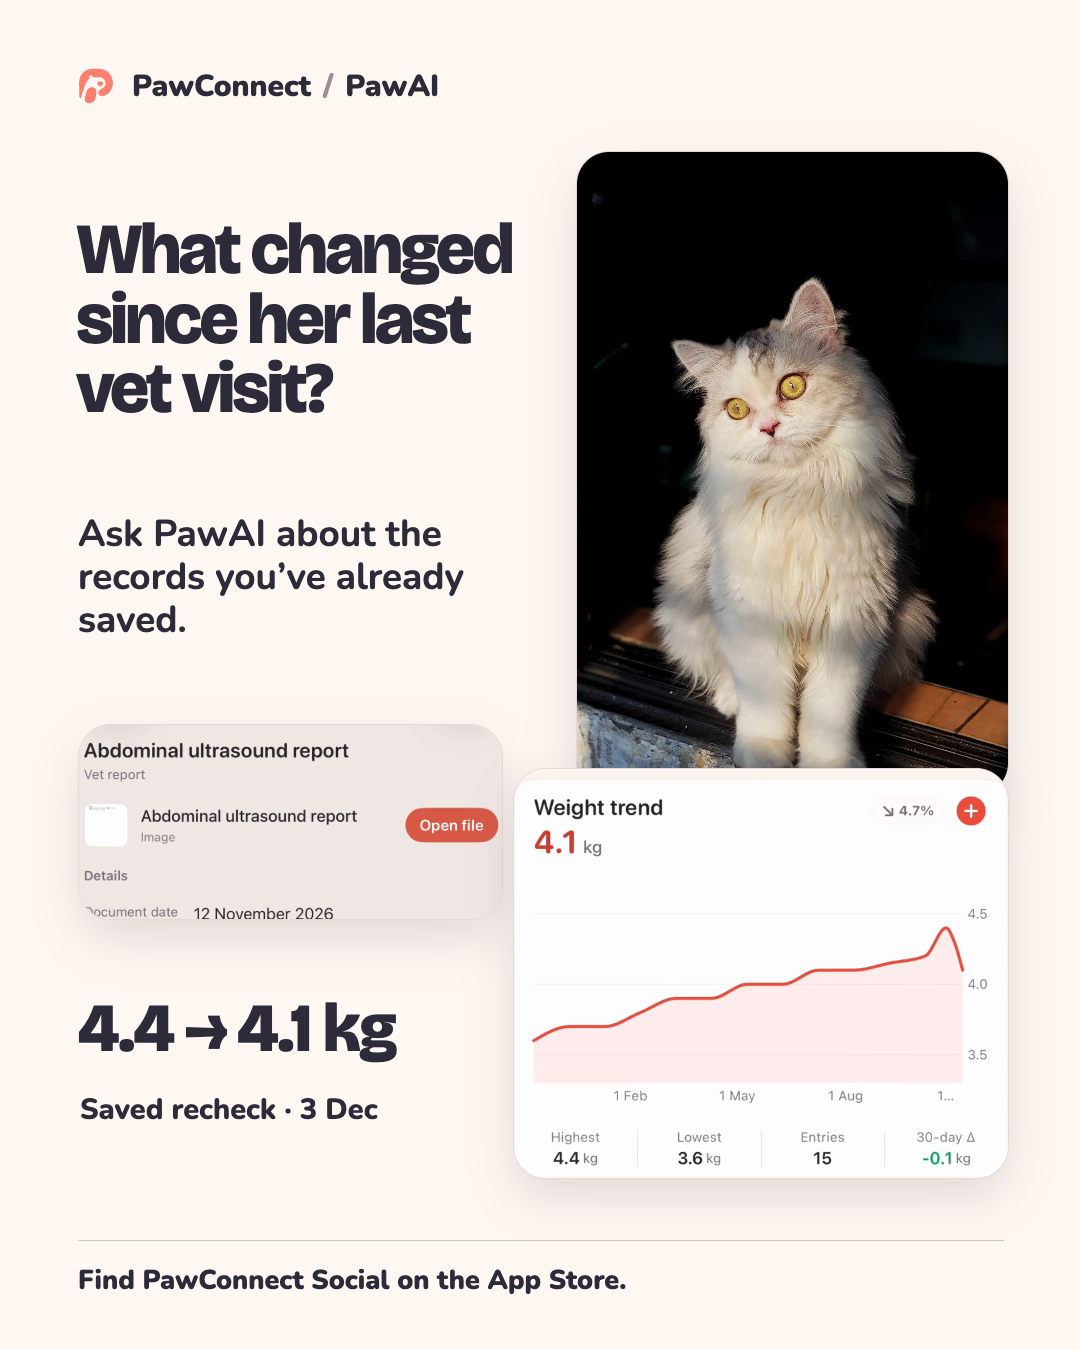 PawConnect / PawAI
What changed
since her last
vet visit?
Ask PawAI about the
records you’ve already
saved.
Abdominal ultrasound report
Vet report
Abdominal ultrasound report
Image
Open file
Details
Document date 12 November 2026
4.4 → 4.1 kg
Saved recheck · 3 Dec
Weight trend
↘ 4.7% +
4.1 kg
4.5
4.0
3.5
1 Feb 1 May 1 Aug 1...
Highest Lowest Entries 30-day Δ
4.4 kg 3.6 kg 15 -0.1 kg
Find PawConnect Social on the App Store.